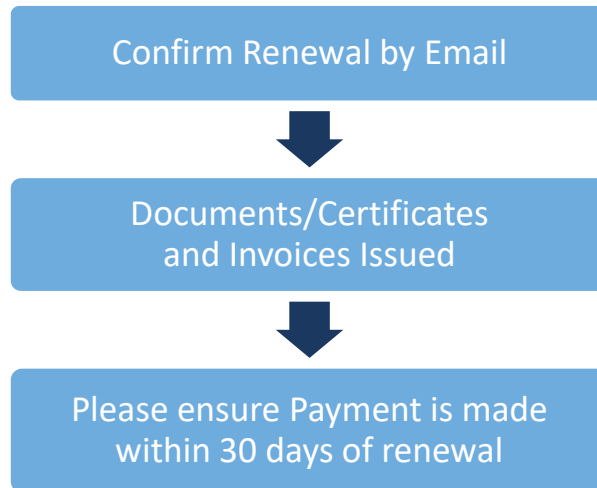 Confirm Renewal by Email
Documents/Certificates
and Invoices Issued
Please ensure Payment is made
within 30 days of renewal